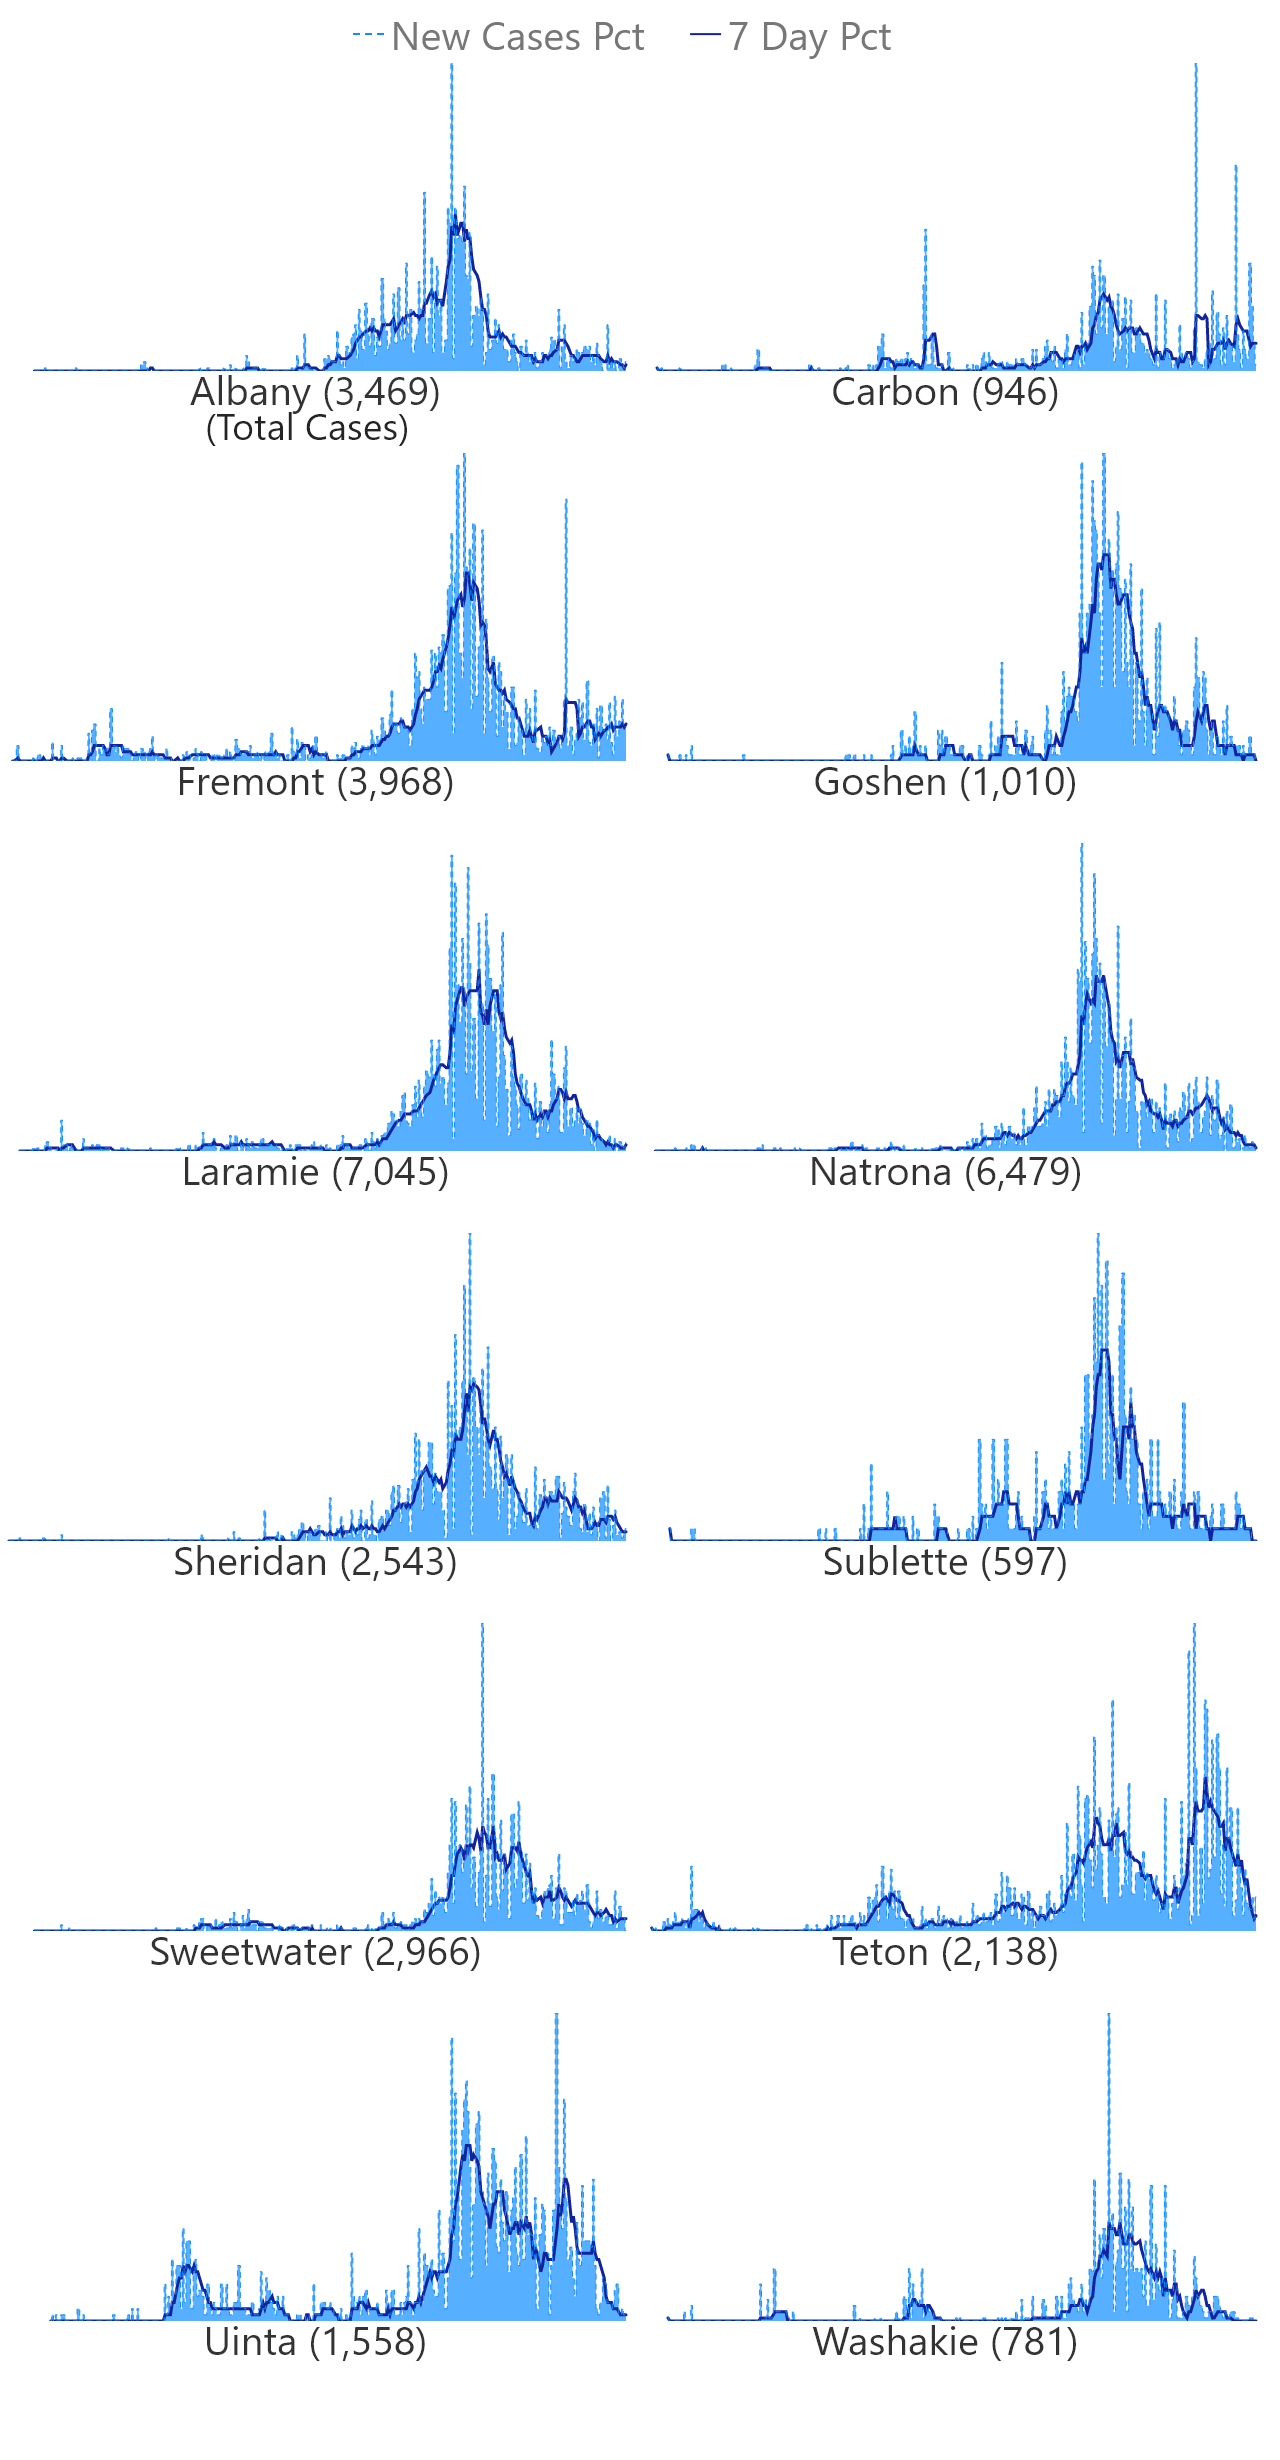 New Cases Pct 7 Day Pct
Albany (3,469) Carbon (946)
(Total Cases)
Fremont (3,968) Goshen (1,010)
Laramie (7,045) Natrona (6,479)
Sheridan (2,543) Sublette (597)
Sweetwater (2,966) Teton (2,138)
Uinta (1,558) Washakie (781)